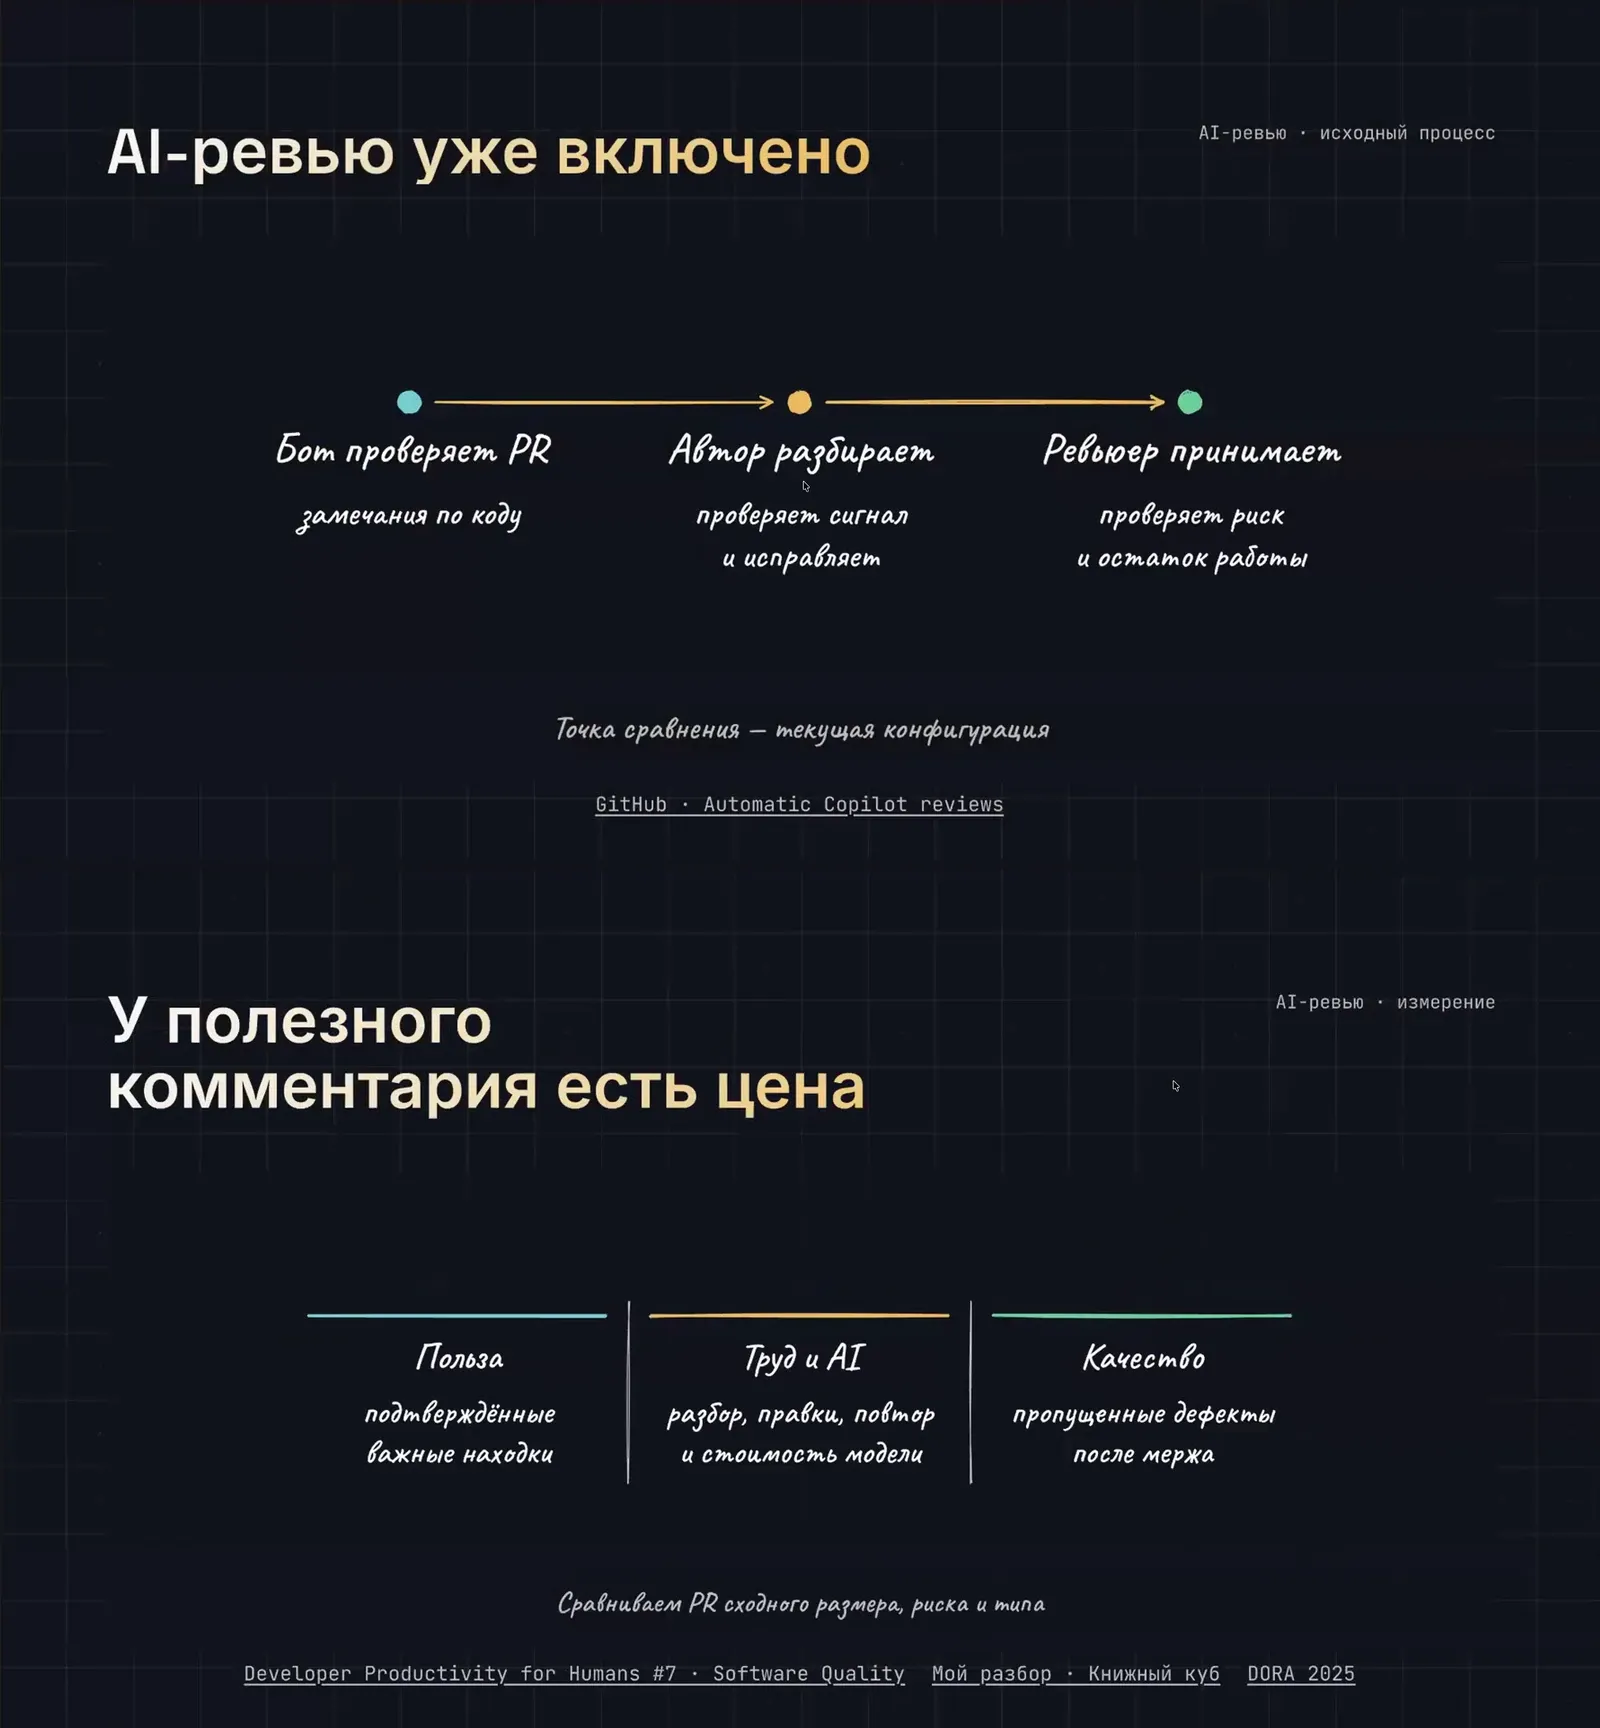 AI-ревью уже включено
AI-ревью · исходный процесс
Бот проверяет PR
замечания по коду
Автор разбирает
проверяет сигнал
и исправляет
Ревьюер принимает
проверяет риск
и остаток работы
Точка сравнения — текущая конфигурация
GitHub · Automatic Copilot reviews
У полезного
комментария есть цена
AI-ревью · измерение
Польза
подтверждённые
важные находки
Труд и AI
разбор, правки, повтор
и стоимость модели
Качество
пропущенные дефекты
после мержа
Сравниваем PR сходного размера, риска и типа
Developer Productivity for Humans #7 · Software Quality
Мой разбор · Книжный куб
DORA 2025